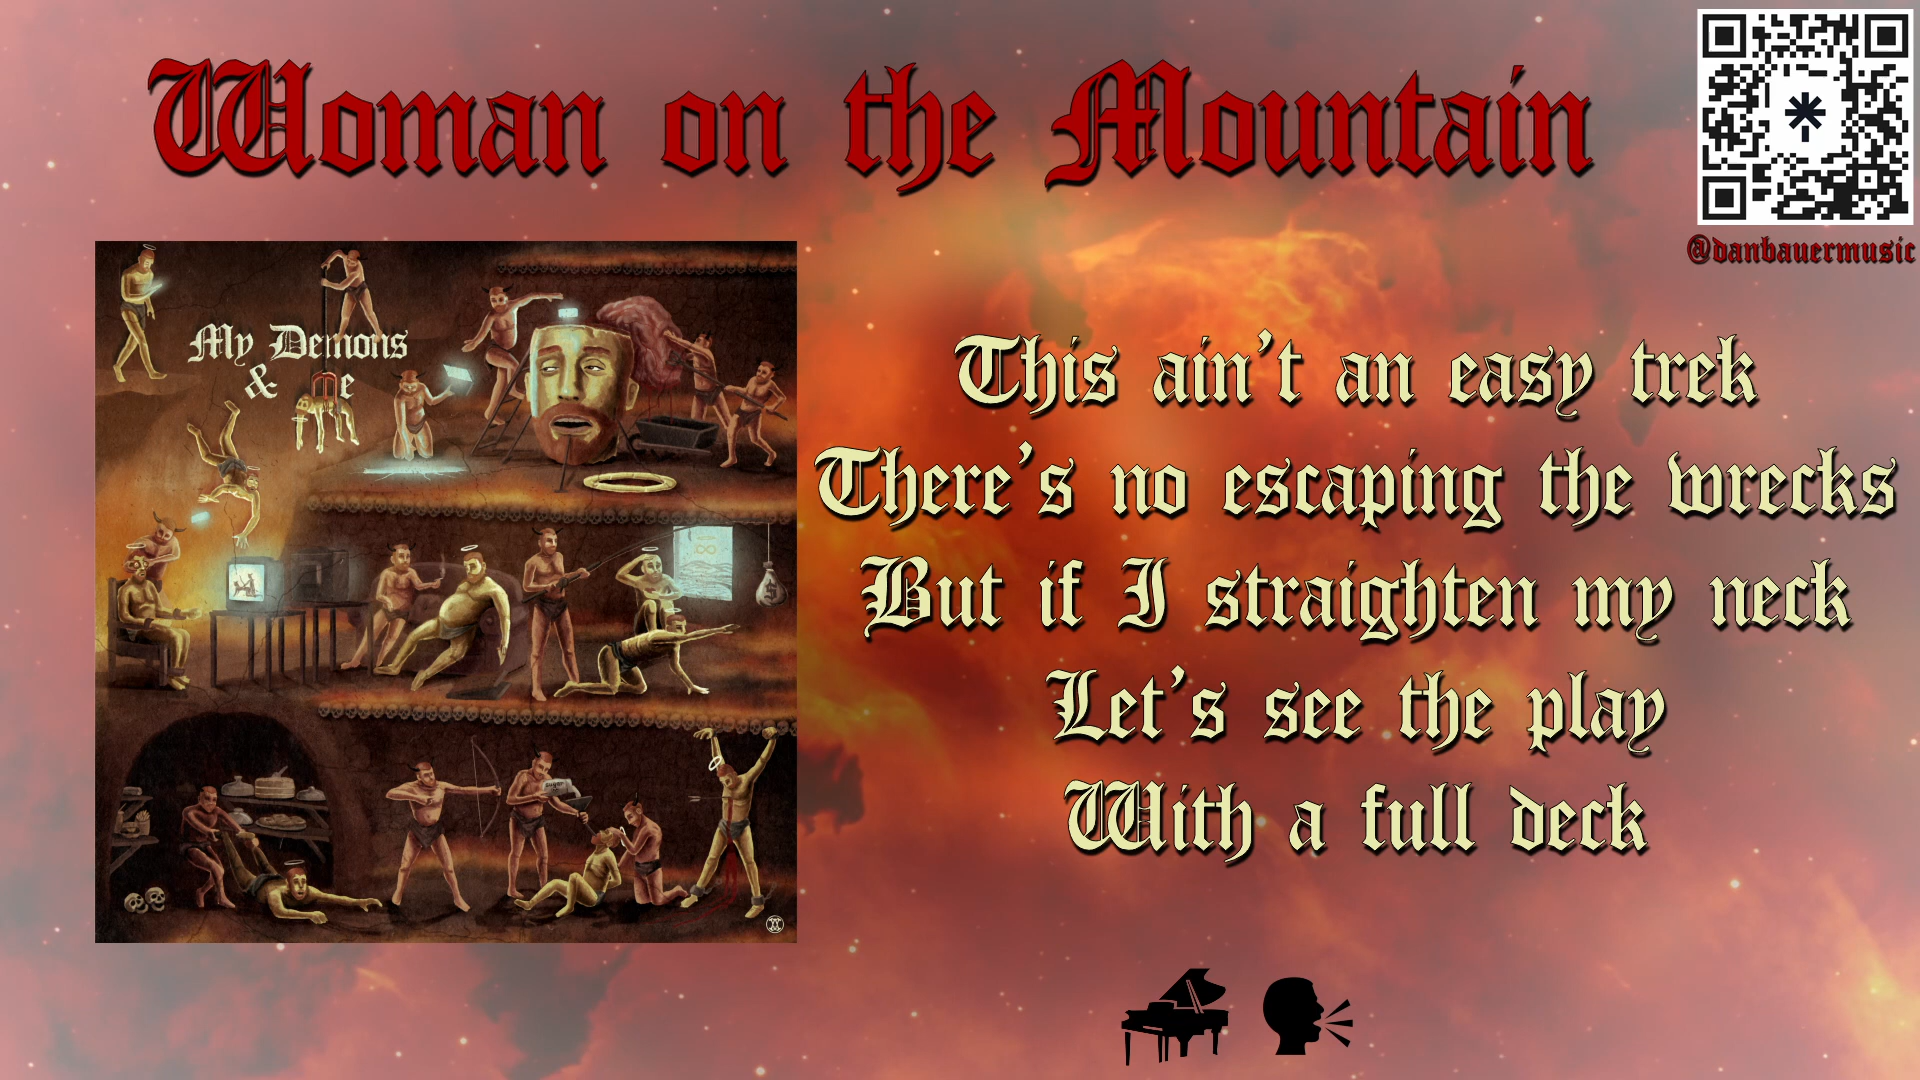 Woman on the Mountain
@danbauermusic
My Demons
& Me
This ain't an easy trek
There's no escaping the wrecks
But if I straighten my neck
Let's see the play
With a full deck